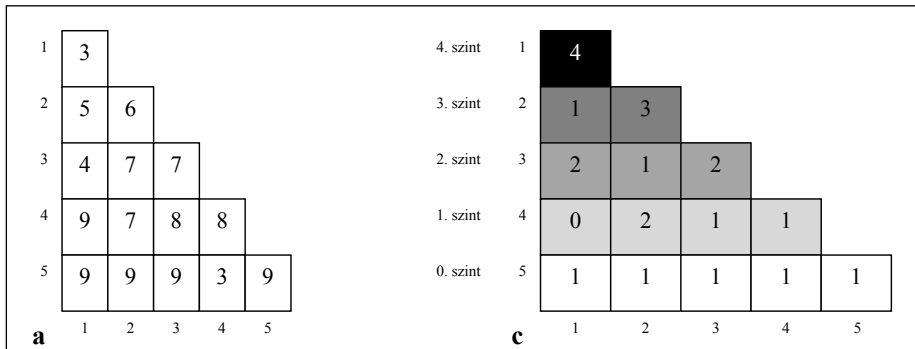 1 3
2 5 6
3 4 7 7
4 9 7 8 8
5 9 9 9 3 9
1 2 3 4 5
a
4. szint 1 4
3. szint 2 1 3
2. szint 3 2 1 2
1. szint 4 0 2 1 1
0. szint 5 1 1 1 1 1
1 2 3 4 5
c